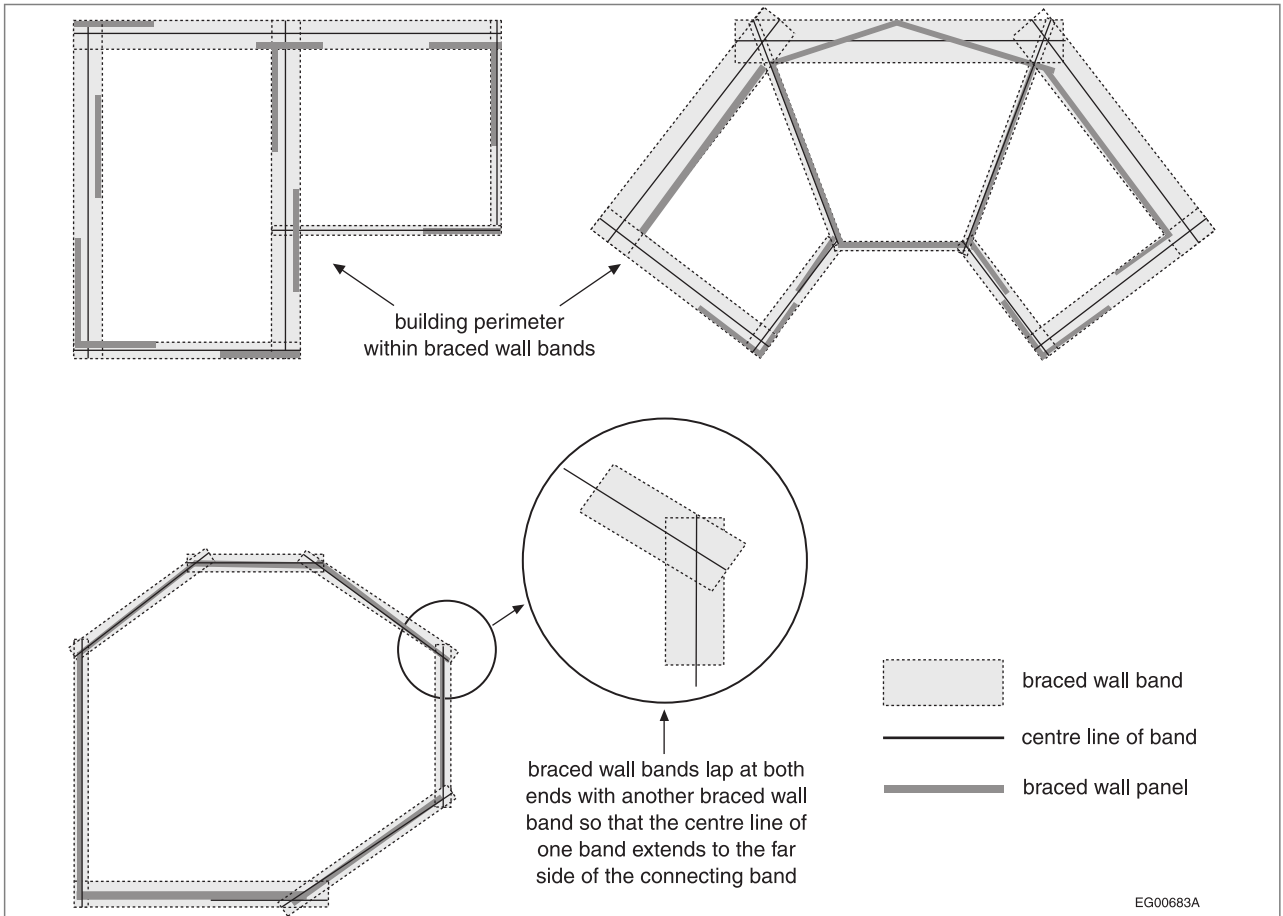 building perimeter
within braced wall bands
braced wall bands lap at both
ends with another braced wall
band so that the centre line of
one band extends to the far
side of the connecting band
braced wall band
centre line of band
braced wall panel
EG00683A